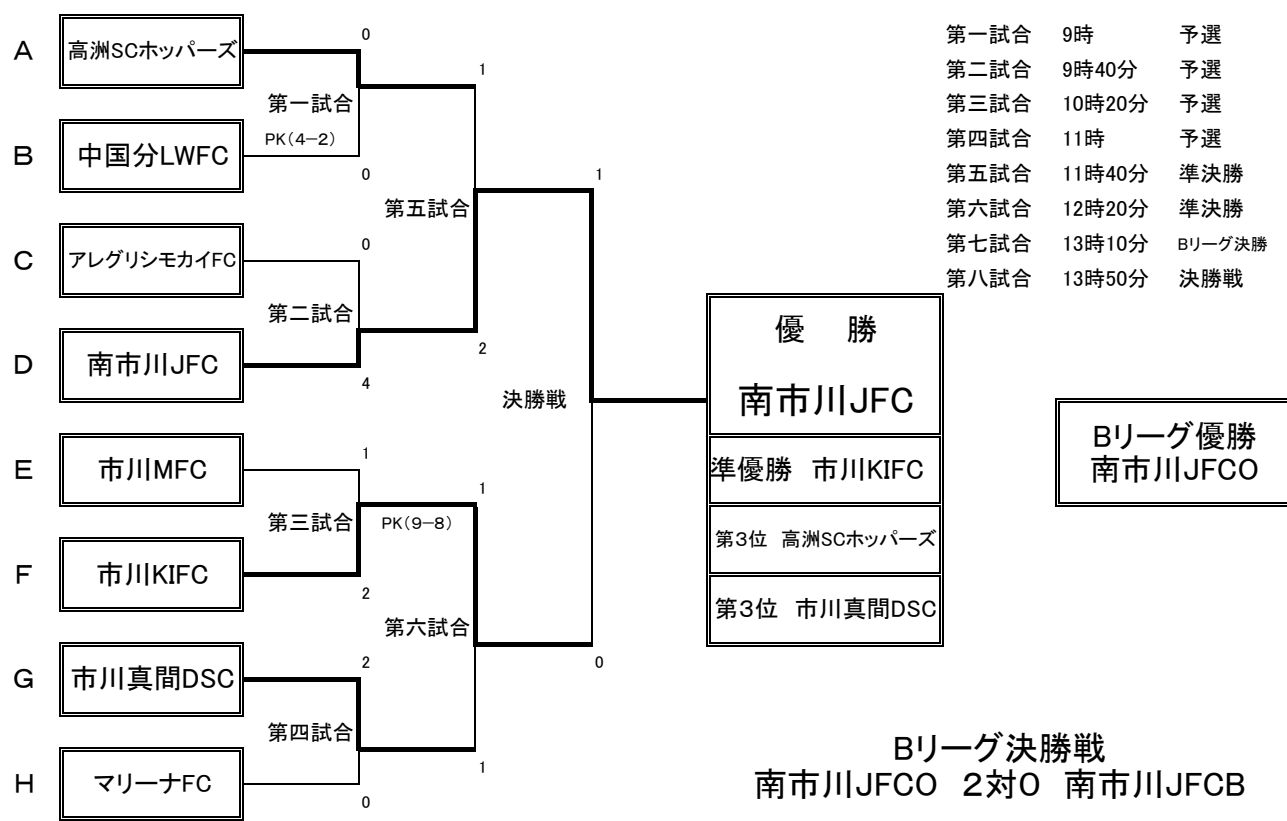 A 高洲SCホッパーズ
0
第一試合
1
PK(4−2)
B 中国分LWFC
0
第五試合
1
C アレグリシモカイFC
0
第二試合
D 南市川JFC
4
2
決勝戦
E 市川MFC
1
第三試合
1
PK(9−8)
F 市川KIFC
2
第六試合
G 市川真間DSC
2
0
第四試合
H マリーナFC
0
1
第一試合 9時 予選
第二試合 9時40分 予選
第三試合 10時20分 予選
第四試合 11時 予選
第五試合 11時40分 準決勝
第六試合 12時20分 準決勝
第七試合 13時10分 Bリーグ決勝
第八試合 13時50分 決勝戦
優 勝
南市川JFC
準優勝 市川KIFC
第3位 高洲SCホッパーズ
第3位 市川真間DSC
Bリーグ優勝
南市川JFCO
Bリーグ決勝戦
南市川JFCO 2対0 南市川JFCB